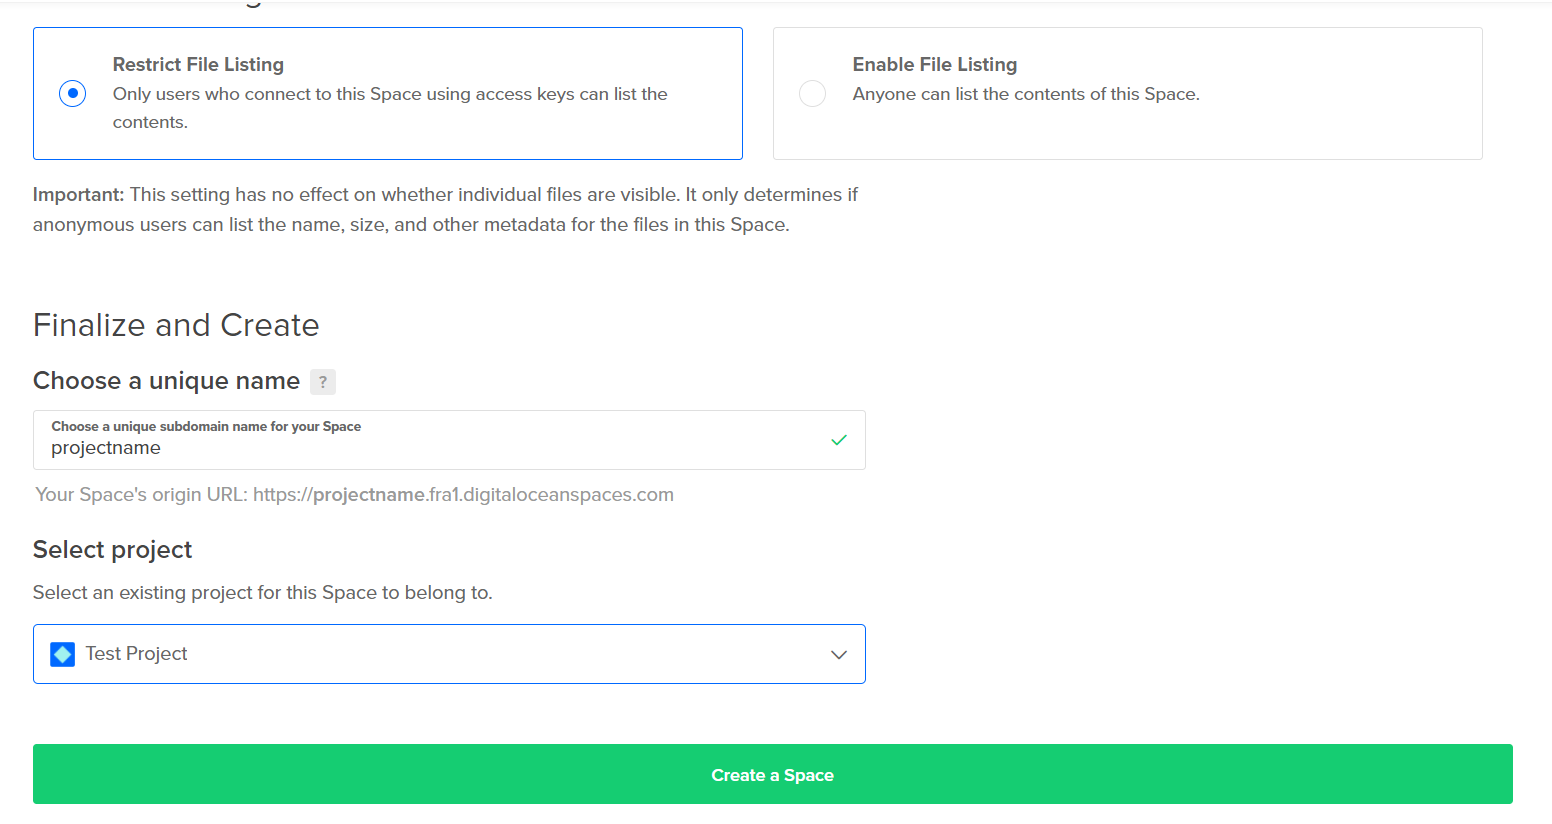 Restrict File Listing
Only users who connect to this Space using access keys can list the
contents.
Enable File Listing
Anyone can list the contents of this Space.
Important: This setting has no effect on whether individual files are visible. It only determines if
anonymous users can list the name, size, and other metadata for the files in this Space.
Finalize and Create
Choose a unique name ?
Choose a unique subdomain name for your Space
projectname
Your Space's origin URL: https://projectname.fra1.digitaloceanspaces.com
Select project
Select an existing project for this Space to belong to.
Test Project
Create a Space